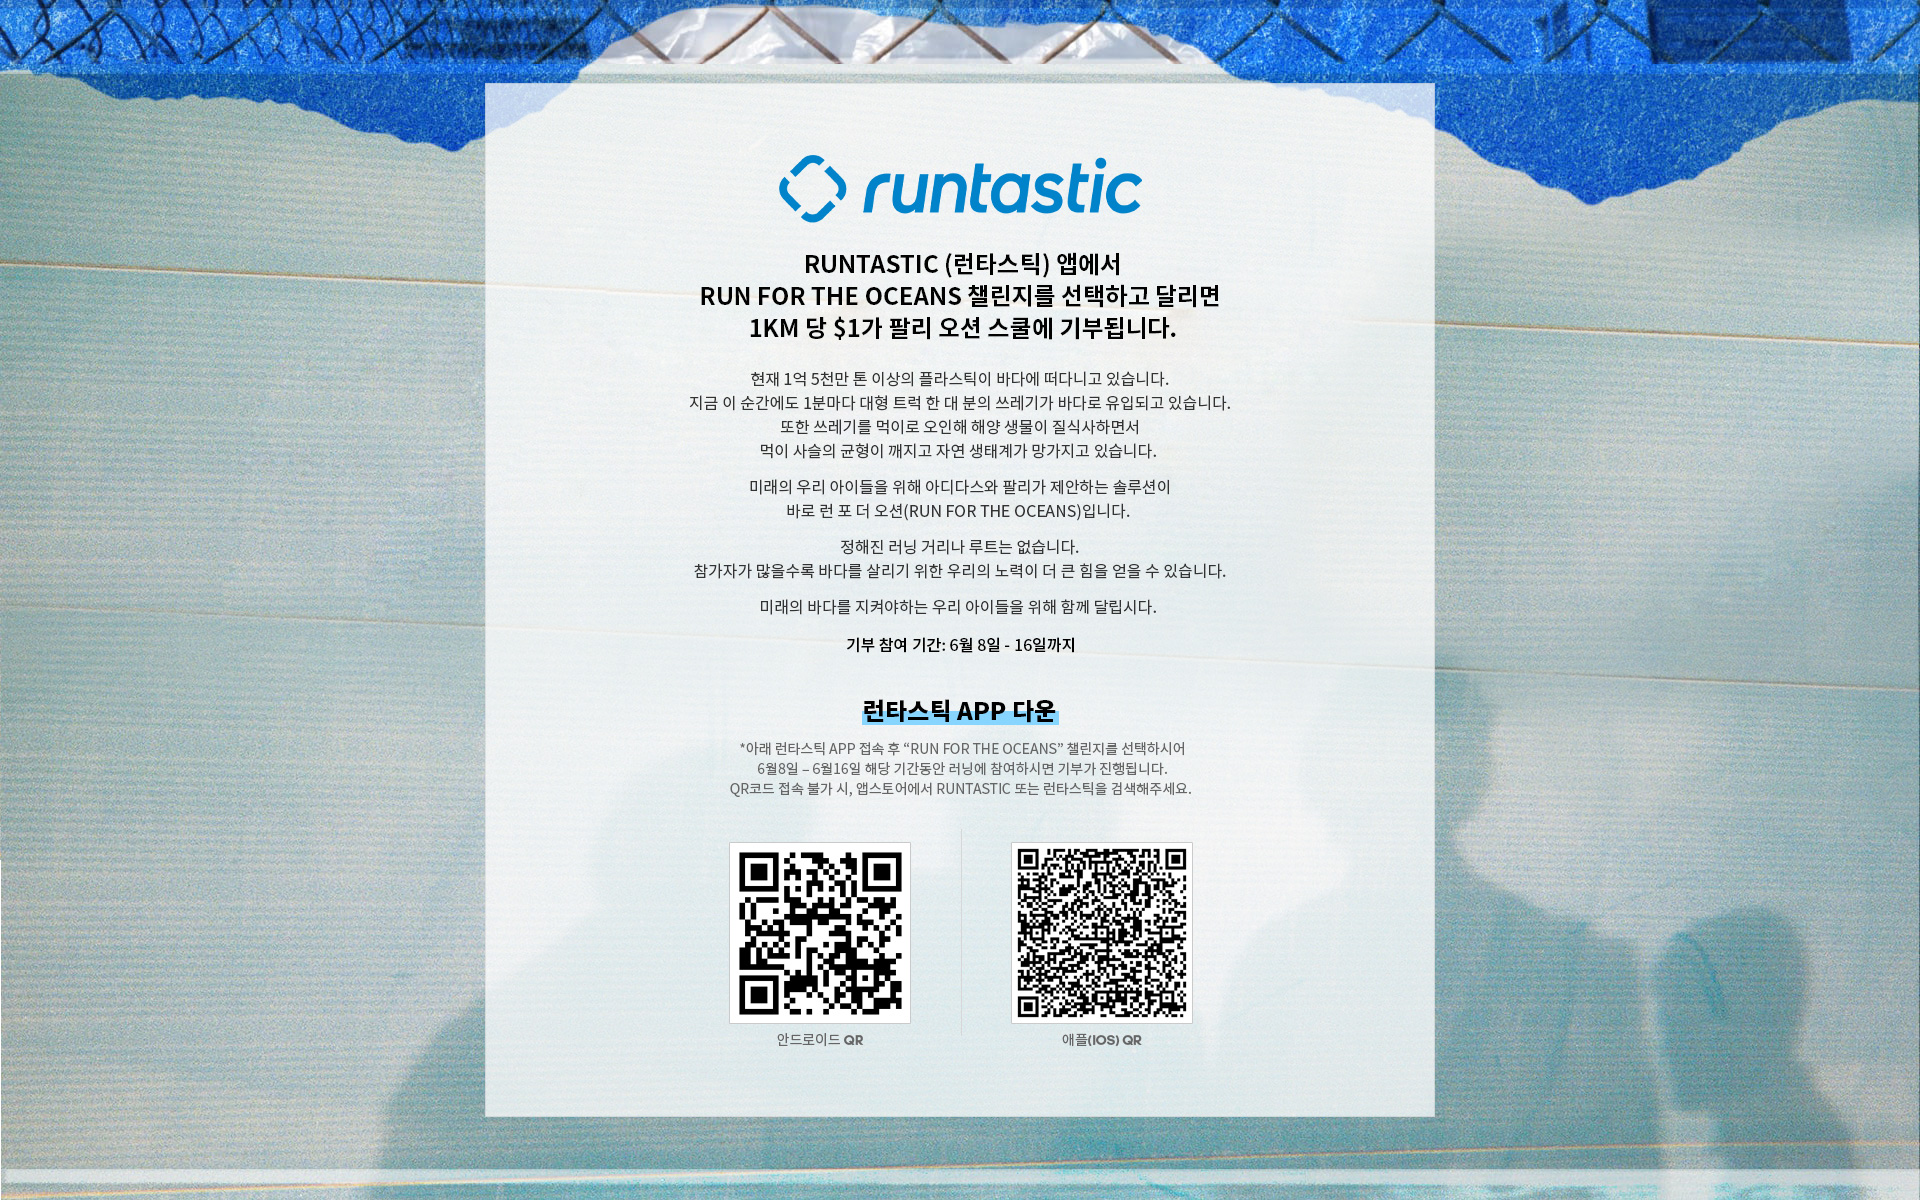 runtastic
RUNTASTIC (런타스틱) 앱에서
RUN FOR THE OCEANS 챌린지를 선택하고 달리면
1KM 당 $1가 팔리 오션 스쿨에 기부됩니다.
현재 1억 5천만 톤 이상의 플라스틱이 바다에 떠다니고 있습니다.
지금 이 순간에도 1분마다 대형 트럭 한 대 분의 쓰레기가 바다로 유입되고 있습니다.
또한 쓰레기를 먹이로 오인해 해양 생물이 질식사하면서
먹이 사슬의 균형이 깨지고 자연 생태계가 망가지고 있습니다.
미래의 우리 아이들을 위해 아디다스와 팔리가 제안하는 솔루션이
바로 런 포 더 오션(RUN FOR THE OCEANS)입니다.
정해진 러닝 거리나 루트는 없습니다.
참가자가 많을수록 바다를 살리기 위한 우리의 노력이 더 큰 힘을 얻을 수 있습니다.
미래의 바다를 지켜야하는 우리 아이들을 위해 함께 달립시다.
기부 참여 기간: 6월 8일 - 16일까지
런타스틱 APP 다운
*아래 런타스틱 APP 접속 후 “RUN FOR THE OCEANS” 챌린지를 선택하시어
6월8일 – 6월16일 해당 기간동안 러닝에 참여하시면 기부가 진행됩니다.
QR코드 접속 불가 시, 앱스토어에서 RUNTASTIC 또는 런타스틱을 검색해주세요.
안드로이드 QR
애플(IOS) QR